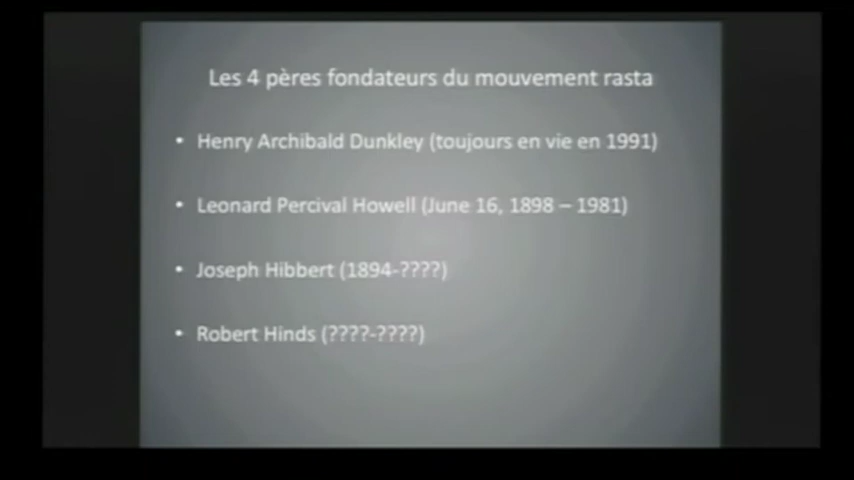 Les 4 pères fondateurs du mouvement rasta
• Henry Archibald Dunkley (toujours en vie en 1991)
• Leonard Percival Howell (June 16, 1898 – 1981)
• Joseph Hibbert (1894-????)
• Robert Hinds (????-????)